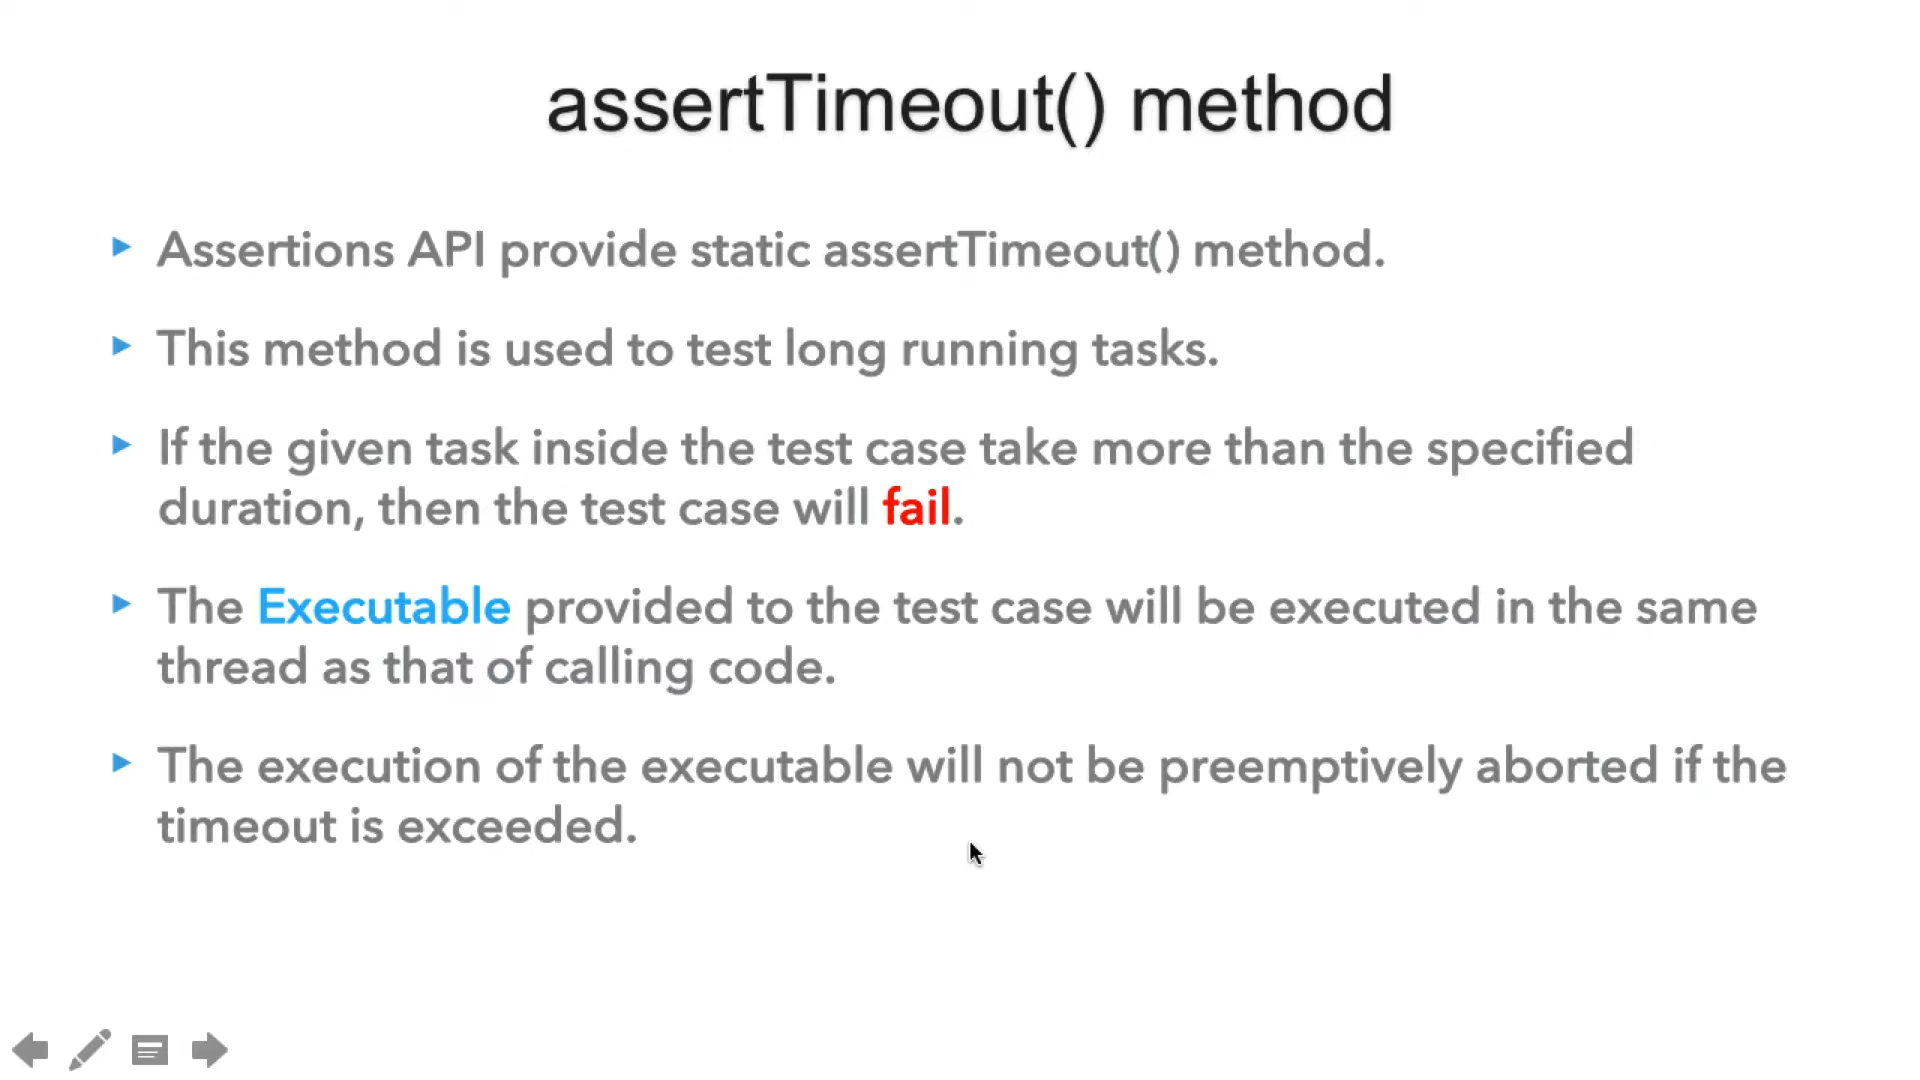 assertTimeout() method
Assertions API provide static assertTimeout() method.
This method is used to test long running tasks.
If the given task inside the test case take more than the specified
duration, then the test case will fail.
The Executable provided to the test case will be executed in the same
thread as that of calling code.
The execution of the executable will not be preemptively aborted if the
timeout is exceeded.